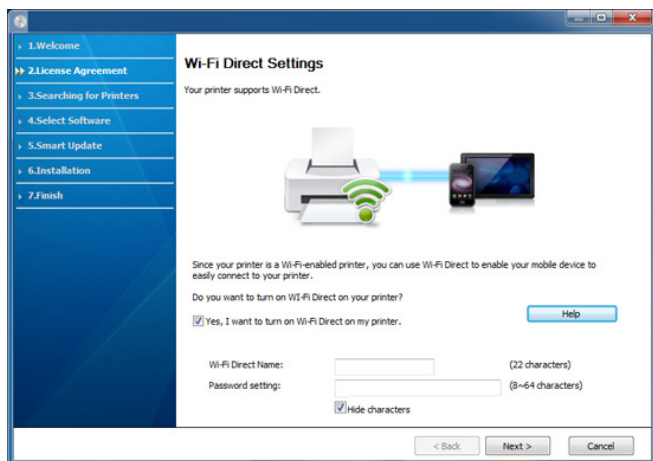 1.Welcome
2.License Agreement
3.Searching for Printers
4.Select Software
5.Smart Update
6.Installation
7.Finish
Wi-Fi Direct Settings
Your printer supports Wi-Fi Direct.
Since your printer is a Wi-Fi-enabled printer, you can use Wi-Fi Direct to enable your mobile device to
easily connect to your printer.
Do you want to turn on WI-Fi Direct on your printer?
Help
Yes, I want to turn on Wi-Fi Direct on my printer.
Wi-Fi Direct Name: (22 characters)
Password setting: (8~64 characters)
Hide characters
< Back Next > Cancel